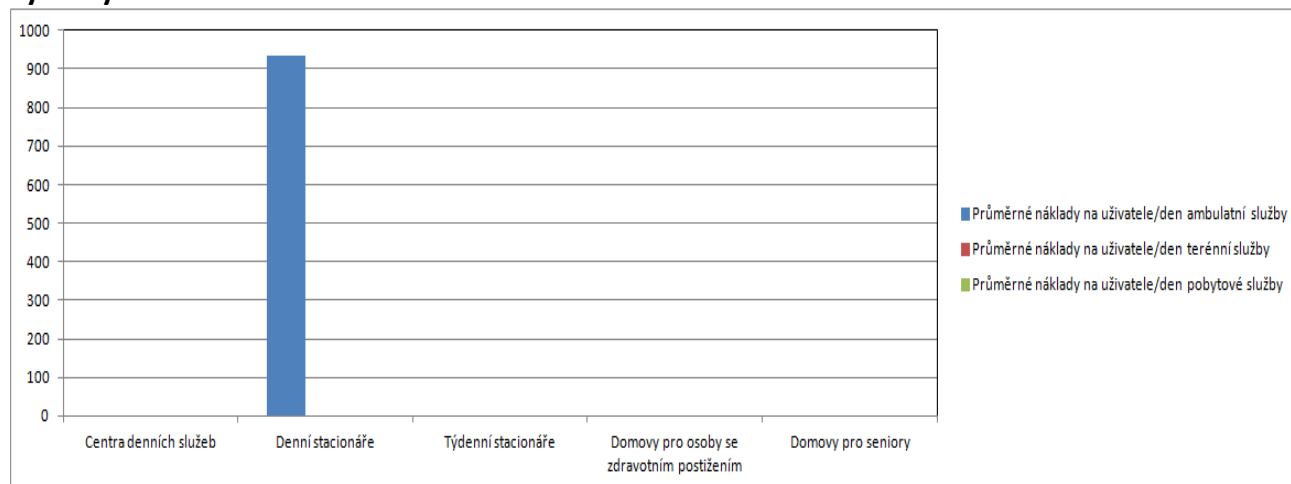 1000
900
800
700
600
500
400
300
200
100
0
Centra denních služeb
Denní stacionáře
Týdenní stacionáře
Domovy pro osoby se
zdravotním postižením
Domovy pro seniory
Průměrné náklady na uživatele/den ambulatní služby
Průměrné náklady na uživatele/den terénní služby
Průměrné náklady na uživatele/den pobytové služby